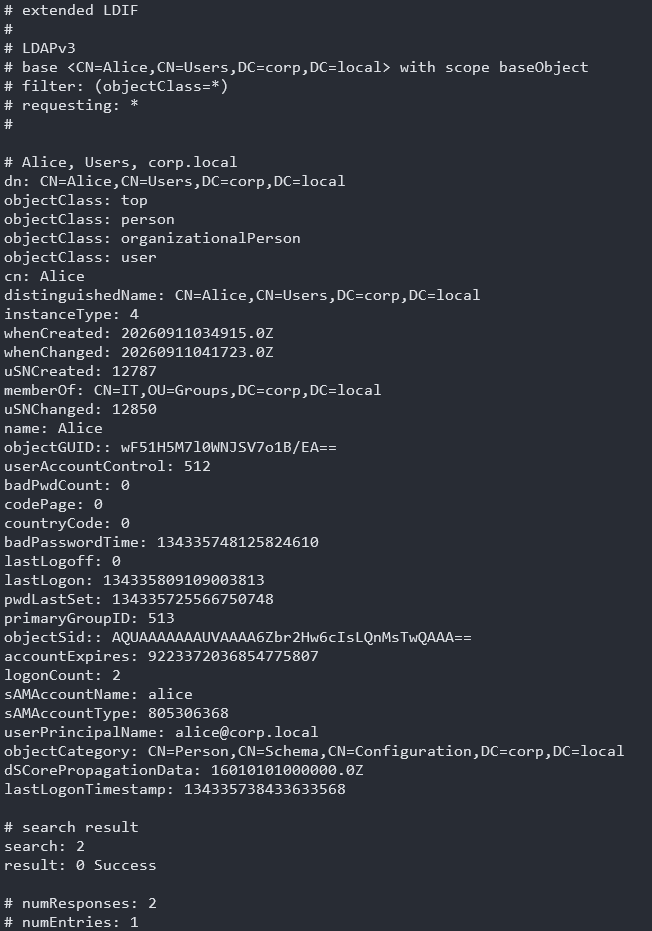 # extended LDIF
#
# LDAPv3
# base <CN=Alice,CN=Users,DC=corp,DC=local> with scope baseObject
# filter: (objectClass=*)
# requesting: *
#
# Alice, Users, corp.local
dn: CN=Alice,CN=Users,DC=corp,DC=local
objectClass: top
objectClass: person
objectClass: organizationalPerson
objectClass: user
cn: Alice
distinguishedName: CN=Alice,CN=Users,DC=corp,DC=local
instanceType: 4
whenCreated: 20260911034915.0Z
whenChanged: 20260911041723.0Z
uSNCreated: 12787
memberOf: CN=IT,OU=Groups,DC=corp,DC=local
uSNChanged: 12850
name: Alice
objectGUID:: wF51H5M7l0WNJSV7o1B/EA==
userAccountControl: 512
badPwdCount: 0
codePage: 0
countryCode: 0
badPasswordTime: 134335748125824610
lastLogoff: 0
lastLogon: 134335809109003813
pwdLastSet: 134335725566750748
primaryGroupID: 513
objectSid:: AQUAAAAAAAUVAAAA6Zbr2Hw6cIsLQnMsTwQAAA==
accountExpires: 9223372036854775807
logonCount: 2
sAMAccountName: alice
sAMAccountType: 805306368
userPrincipalName: alice@corp.local
objectCategory: CN=Person,CN=Schema,CN=Configuration,DC=corp,DC=local
dSCorePropagationData: 16010101000000.0Z
lastLogonTimestamp: 134335738433633568
# search result
search: 2
result: 0 Success
# numResponses: 2
# numEntries: 1